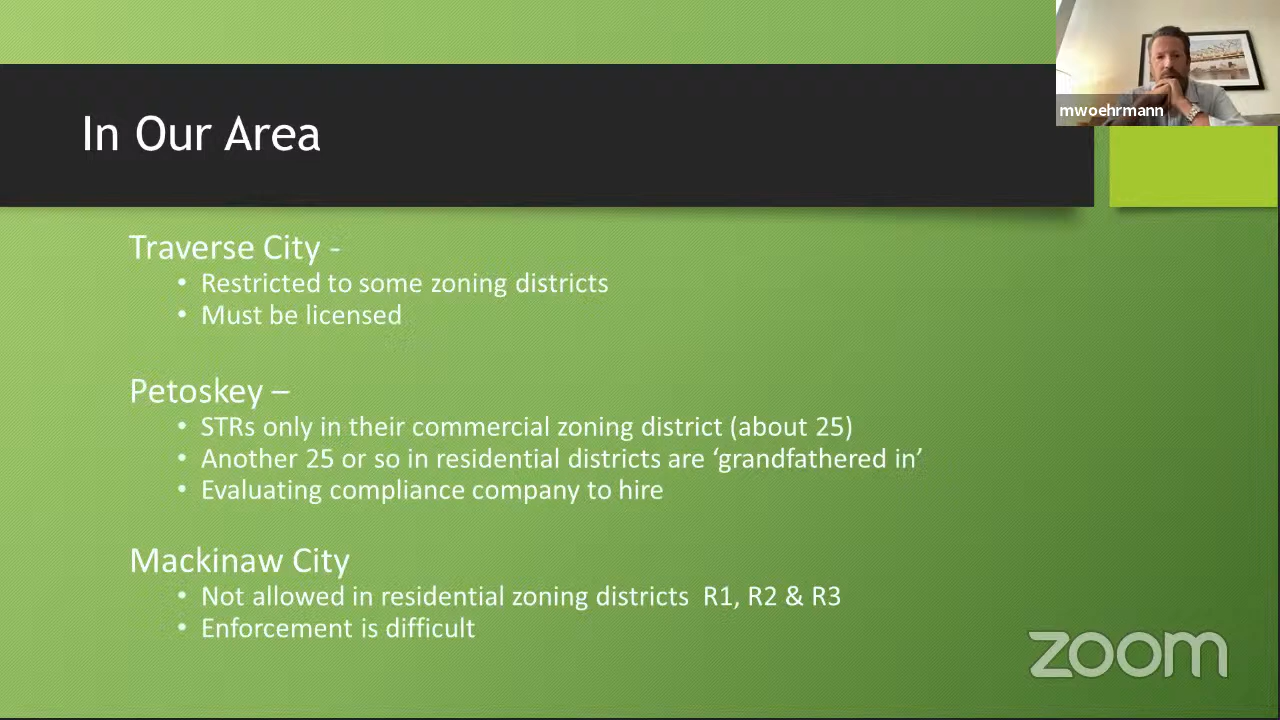 mwoehrmann
In Our Area
Traverse City -
• Restricted to some zoning districts
• Must be licensed
Petoskey –
• STRs only in their commercial zoning district (about 25)
• Another 25 or so in residential districts are ‘grandfathered in’
• Evaluating compliance company to hire
Mackinaw City
• Not allowed in residential zoning districts  R1, R2 & R3
• Enforcement is difficult
zoom